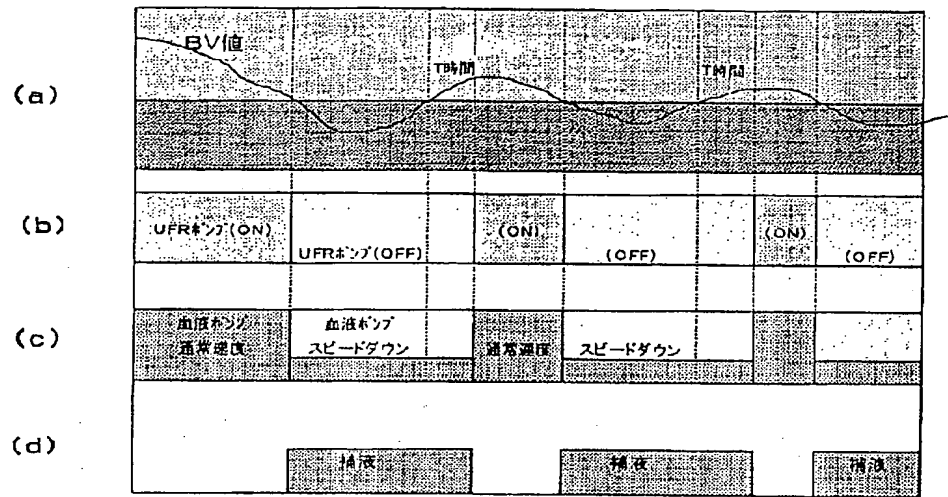 (a)
BV値
T時間
T時間
(b)
UFRポンプ(ON)
UFRポンプ(OFF)
(ON)
(OFF)
(ON)
(OFF)
(c)
血液ポンプ
通常速度
血液ポンプ
スピードダウン
通常速度
スピードダウン
(d)
補液
補液
補液